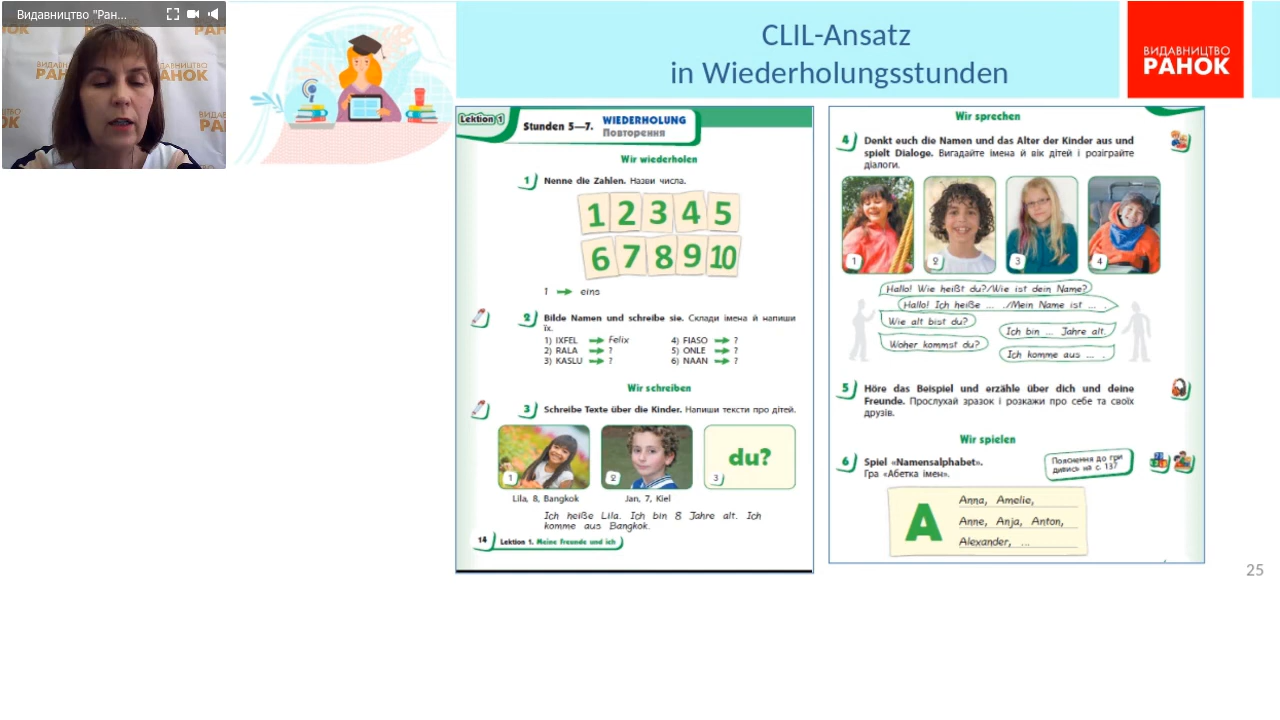 Видавництво "Ран...
CLIL-Ansatz
in Wiederholungsstunden
ВИДАВНИЦТВО
РАНОК
Lektion 1
Stunden 5—7.
WIEDERHOLUNG
Повторення
Wir wiederholen
1 Nenne die Zahlen. Назви числа.
1 2 3 4 5
6 7 8 9 10
1 eins
2 Bilde Namen und schreibe sie. Склади імена й напиши
їх.
1) IXFEL Felix 4) FIASO ?
2) RALA ? 5) ONLE ?
3) KASLU ? 6) NAAN ?
Wir schreiben
3 Schreibe Texte über die Kinder. Напиши тексти про дітей.
1 2 du? 3
Lila, 8, Bangkok Jan, 7, Kiel
Ich heiße Lila. Ich bin 8 Jahre alt. Ich
komme aus Bangkok.
14 Lektion 1. Meine Freunde und ich
Wir sprechen
4 Denkt euch die Namen und das Alter der Kinder aus und
spielt Dialoge. Вигадайте імена й вік дітей і розіграйте
діалоги.
1 2 3 4
Hallo! Wie heißt du?/Wie ist dein Name?
Hallo! Ich heiße ... ./Mein Name ist ... .
Wie alt bist du?
Ich bin ... Jahre alt.
Woher kommst du?
Ich komme aus ... .
5 Höre das Beispiel und erzähle über dich und deine
Freunde. Прослухай зразок і розкажи про себе та своїх
друзів.
Wir spielen
6 Spiel «Namensalphabet».
Гра «Абетка імен».
Пояснення до гри
дивись на с. 137
A
Anna, Amelie,
Anne, Anja, Anton,
Alexander, ...
25